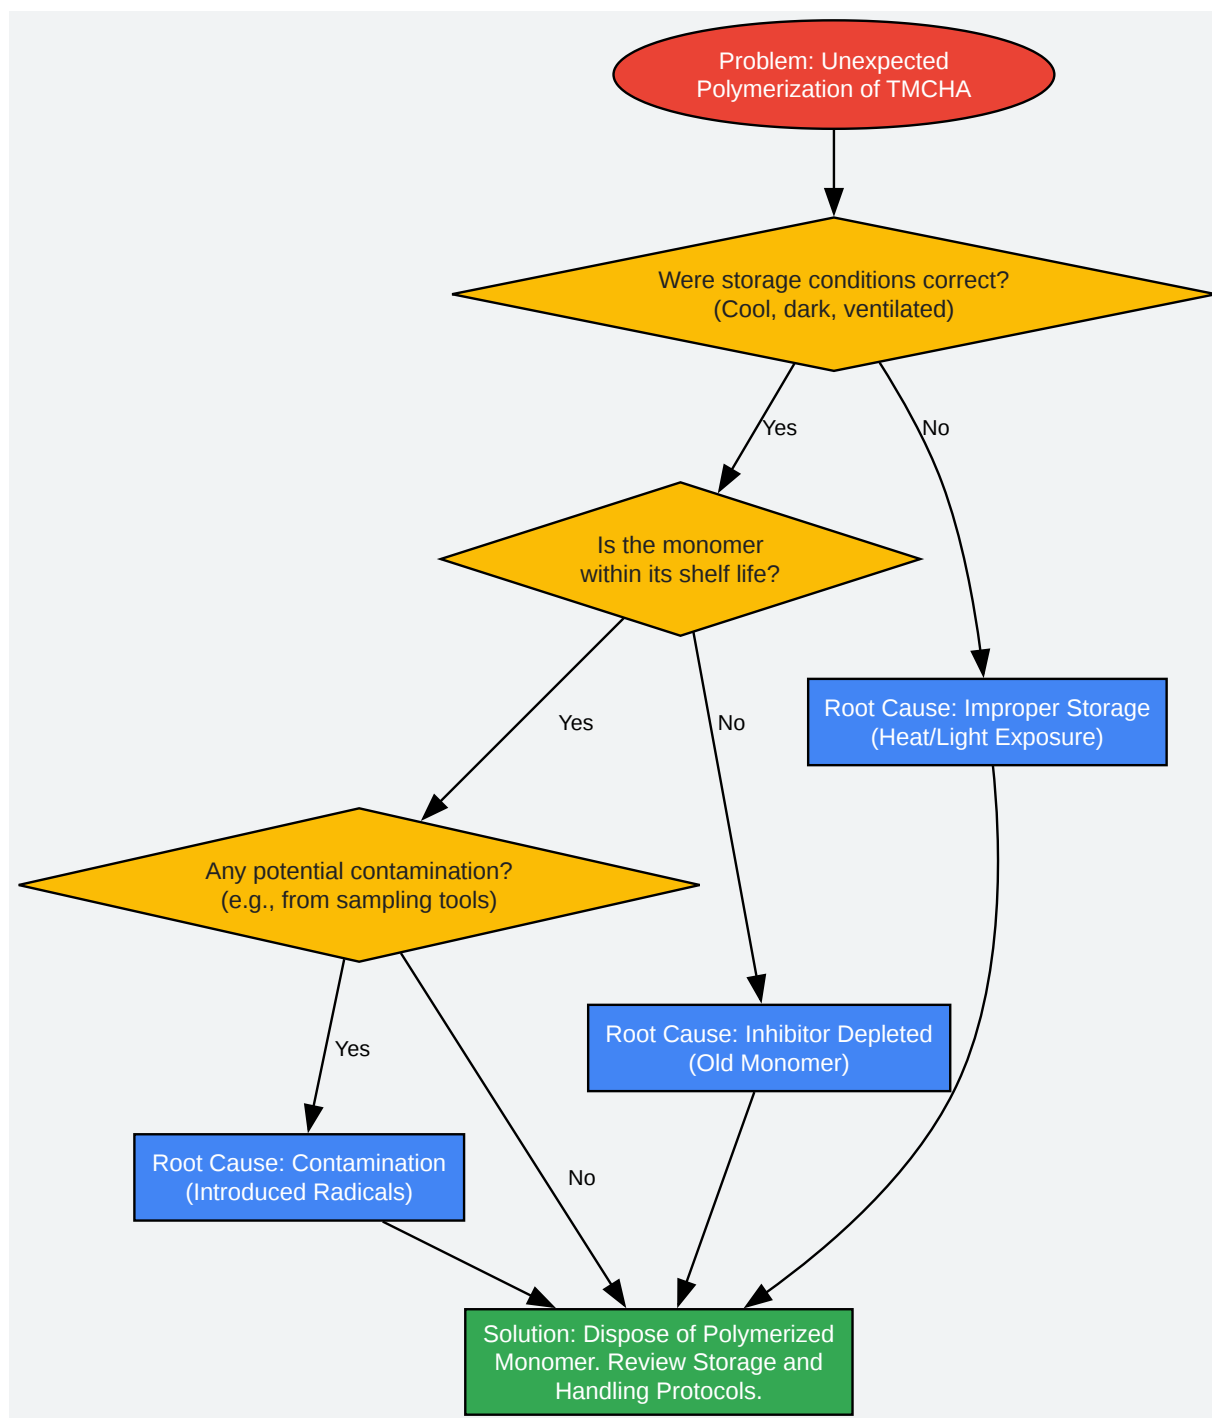 Problem: Unexpected
Polymerization of TMCHA
Were storage conditions correct?
(Cool, dark, ventilated)
Yes
No
Is the monomer
within its shelf life?
Yes
No
Root Cause: Improper Storage
(Heat/Light Exposure)
Any potential contamination?
(e.g., from sampling tools)
Yes
No
Root Cause: Inhibitor Depleted
(Old Monomer)
Root Cause: Contamination
(Introduced Radicals)
Solution: Dispose of Polymerized
Monomer. Review Storage and
Handling Protocols.